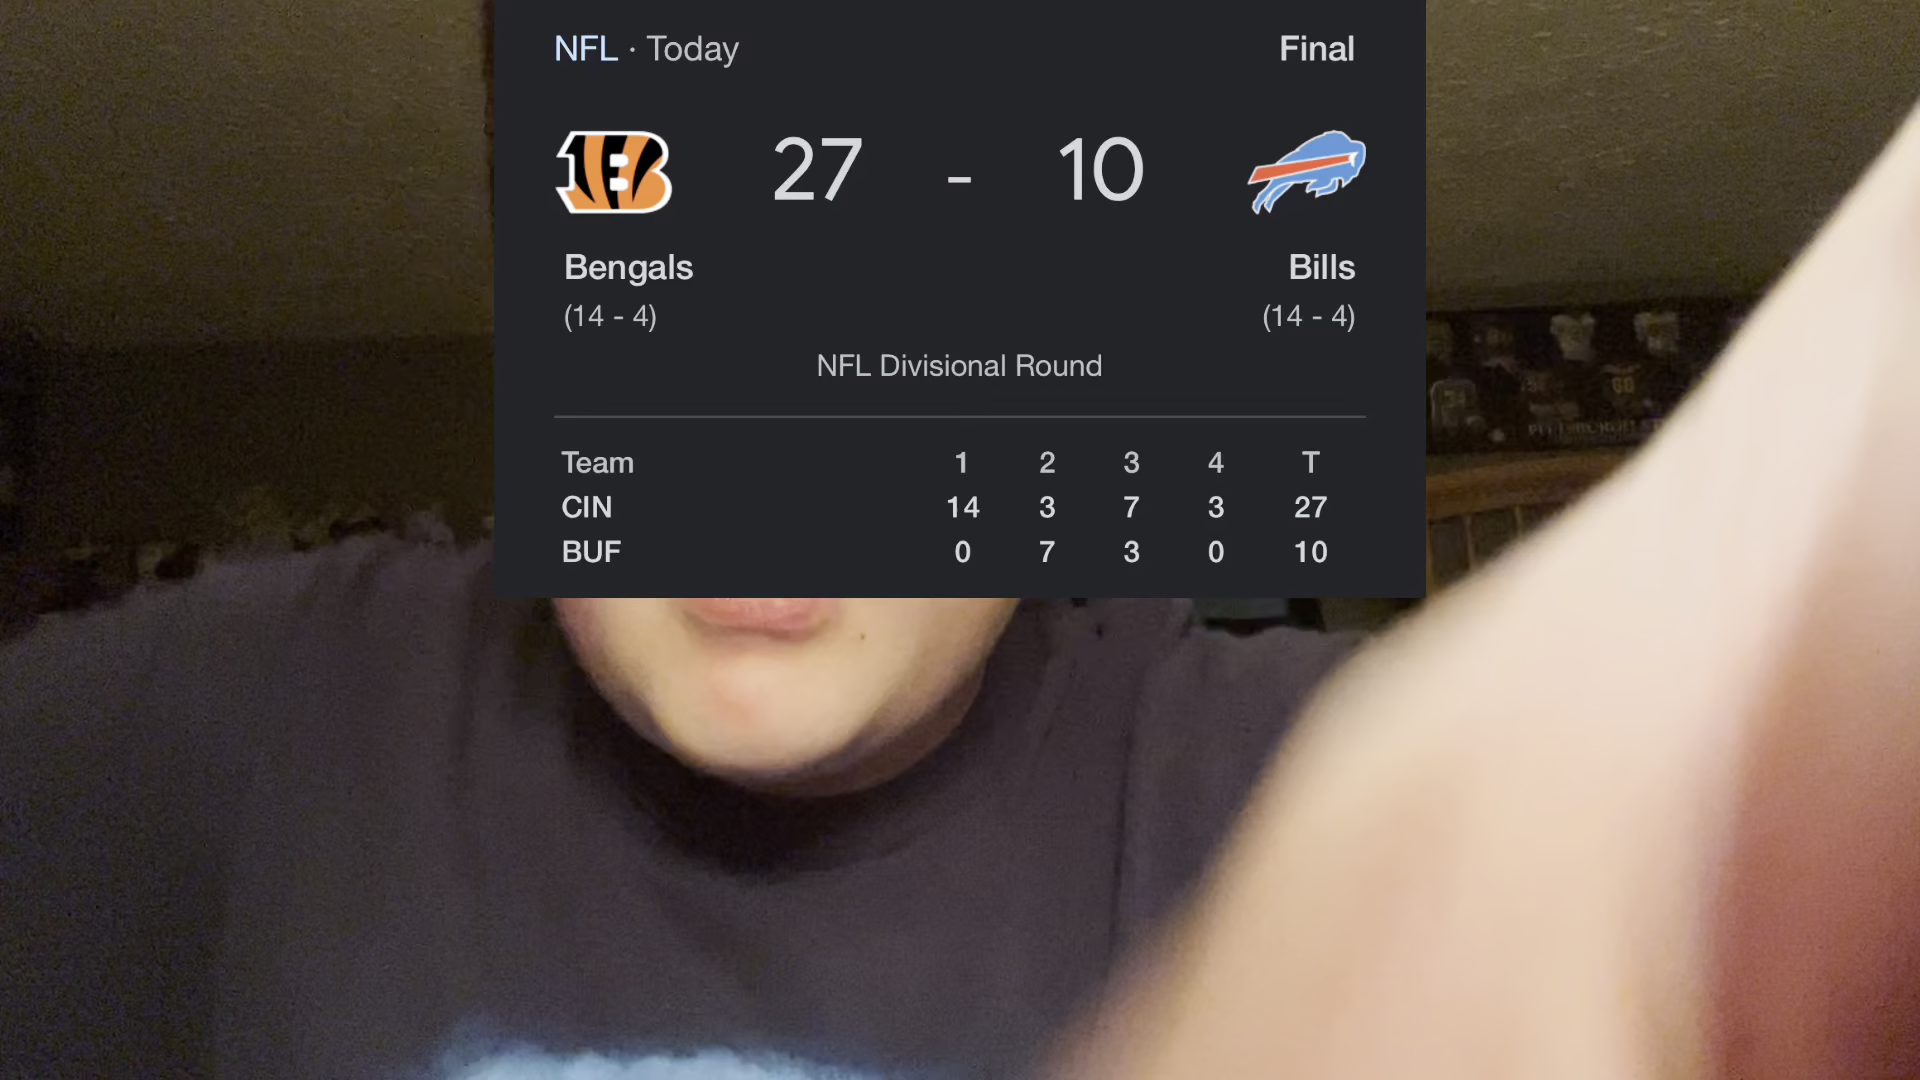 NFL · Today Final
27 - 10
Bengals Bills
(14 - 4) (14 - 4)
NFL Divisional Round
Team 1 2 3 4 T
CIN 14 3 7 3 27
BUF 0 7 3 0 10